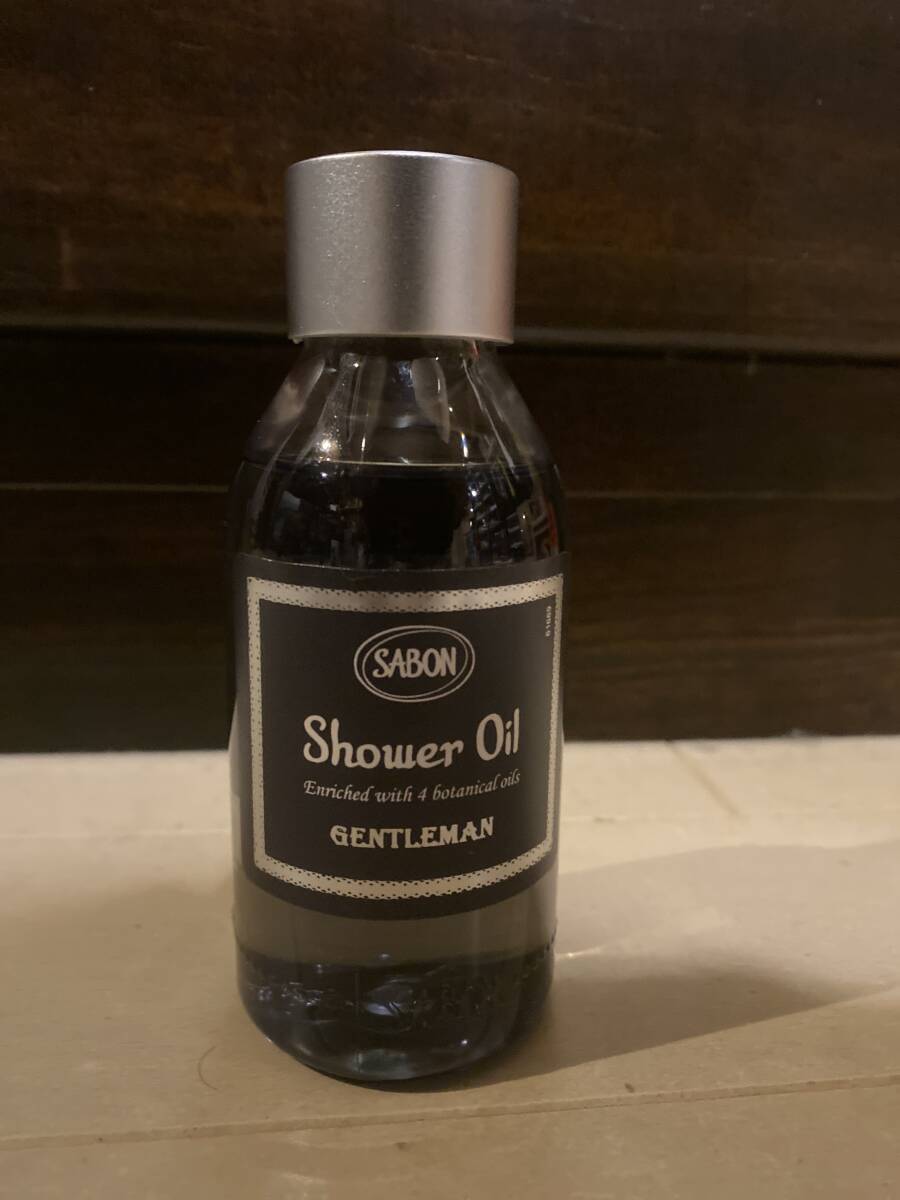 SABON
Shower Oil
Enriched with 4 botanical oils
GENTLEMAN